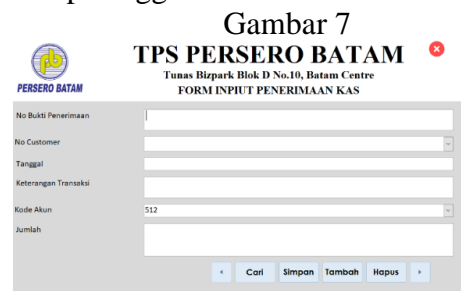 Gambar 7
TPS PERSERO BATAM
Tunas Bizpark Blok D No.10, Batam Centre
FORM INPIUT PENERIMAAN KAS
pb
PERSERO BATAM
No Bukti Penerimaan
No Customer
Tanggal
Keterangan Transaksi
Kode Akun
512
Jumlah
Cari Simpan Tambah Hapus